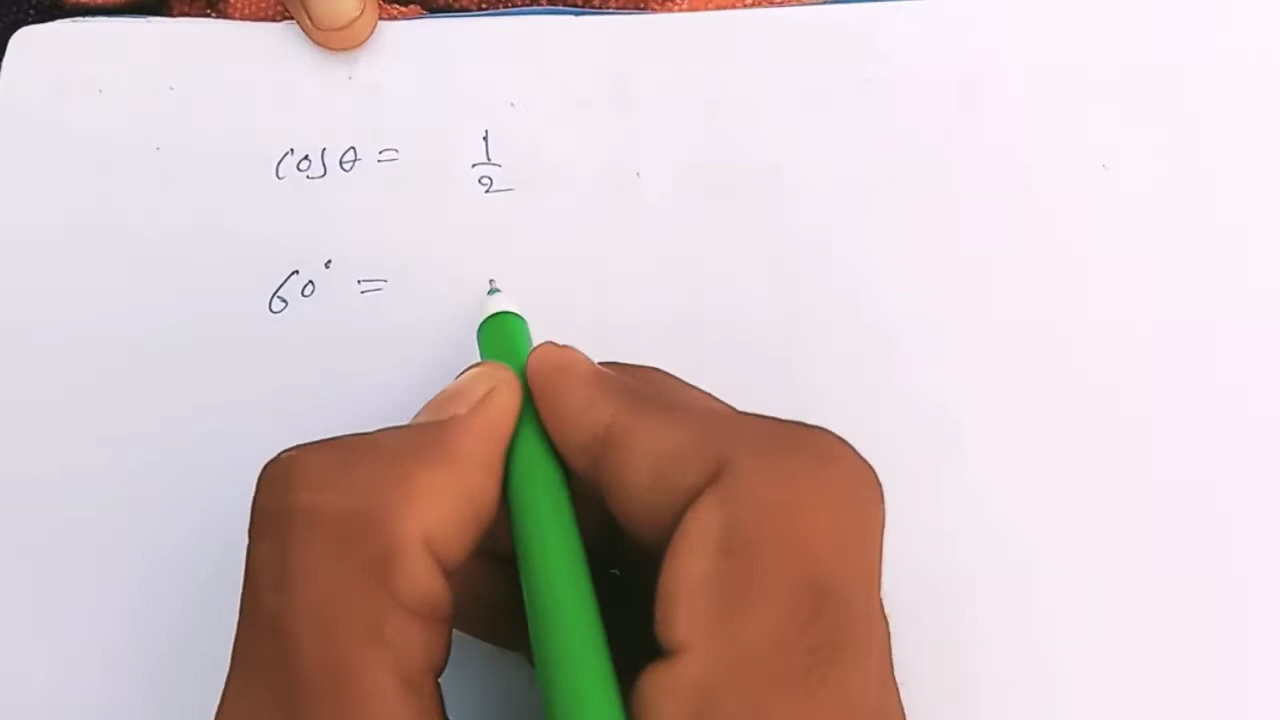 cosθ = 1/2
60° =